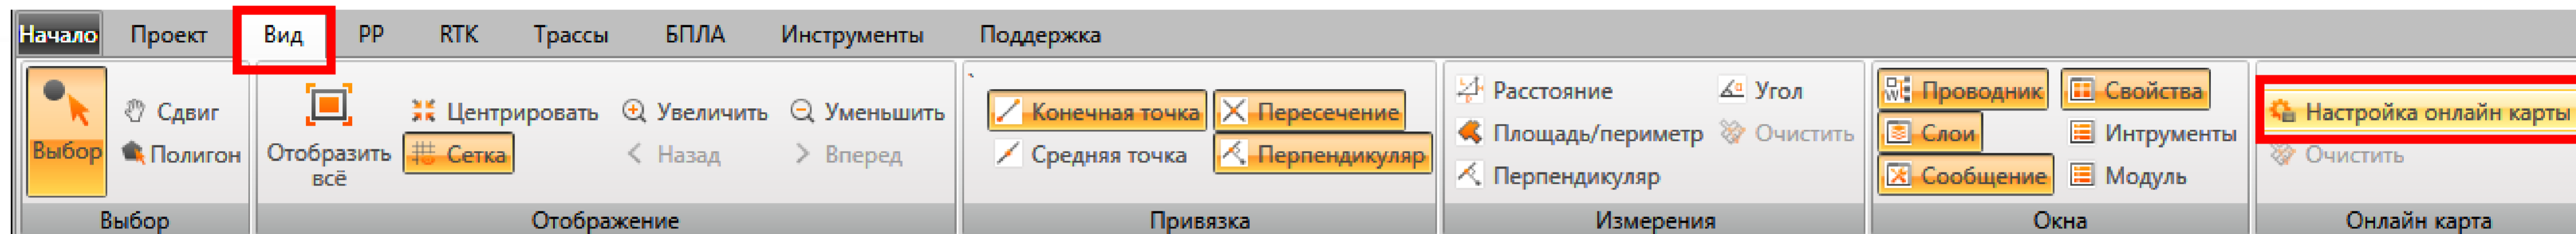 Начало Проект Вид PP RTK Трассы БПЛА Инструменты Поддержка
Выбор
Сдвиг
Полигон
Выбор
Отобразить
всё
Центрировать Увеличить Уменьшить
Сетка Назад Вперед
Отображение
Конечная точка Пересечение
Средняя точка Перпендикуляр
Привязка
Расстояние Угол
Площадь/периметр Очистить
Перпендикуляр
Измерения
Проводник Свойства
Слои Интрументы
Сообщение Модуль
Окна
Настройка онлайн карты
Очистить
Онлайн карта